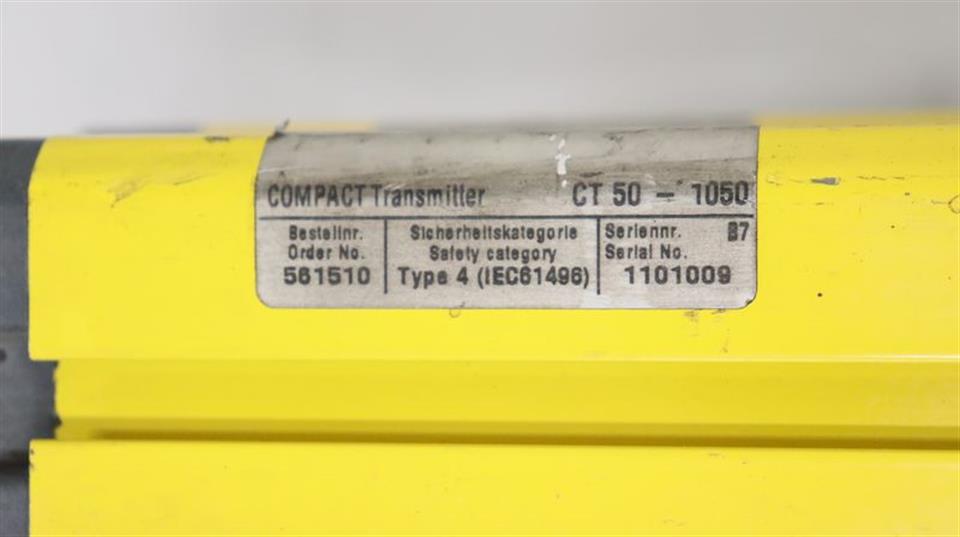 COMPACT Transmitter CT 50 - 1050
Bestellnr. Sicherheitskategorie Seriennr. 37
Order No. Safety category Serial No.
561510 Type 4 (IEC61496) 1101009